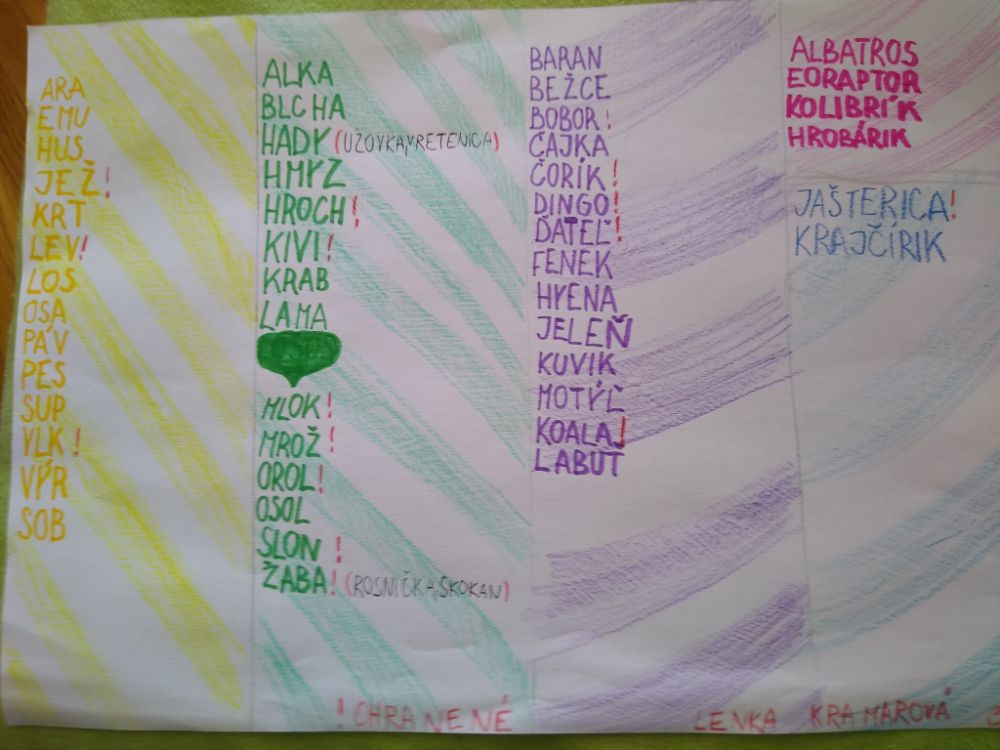 ARA
EMU
HUS
JEŽ!
KRT
LEV!
LOS
OSA
PÁV
PES
SUP
VLK!
VÝR
SOB
ALKA
BLCHA
HADY (UŽOVKA,VRETENICA)
HMYZ
HROCH!
KIVI!
KRAB
LAMA
MLOK!
MROŽ!
OROL!
OSOL
SLON!
ŽABA! (ROSNIČKA,SKOKAN)
BARAN
BEŽCE
BOBOR!
ČAJKA
ČORÍK!
DINGO!
ĎATEĽ!
FENEK
HYENA
JELEŇ
KUVIK
MOTÝĽ
KOALA!
LABUŤ
ALBATROS
EORAPTOR
KOLIBRÍK
HROBÁRIK
JAŠTERICA!
KRAJČÍRIK
! CHRANENÉ
LENKA KRAMAROVÁ